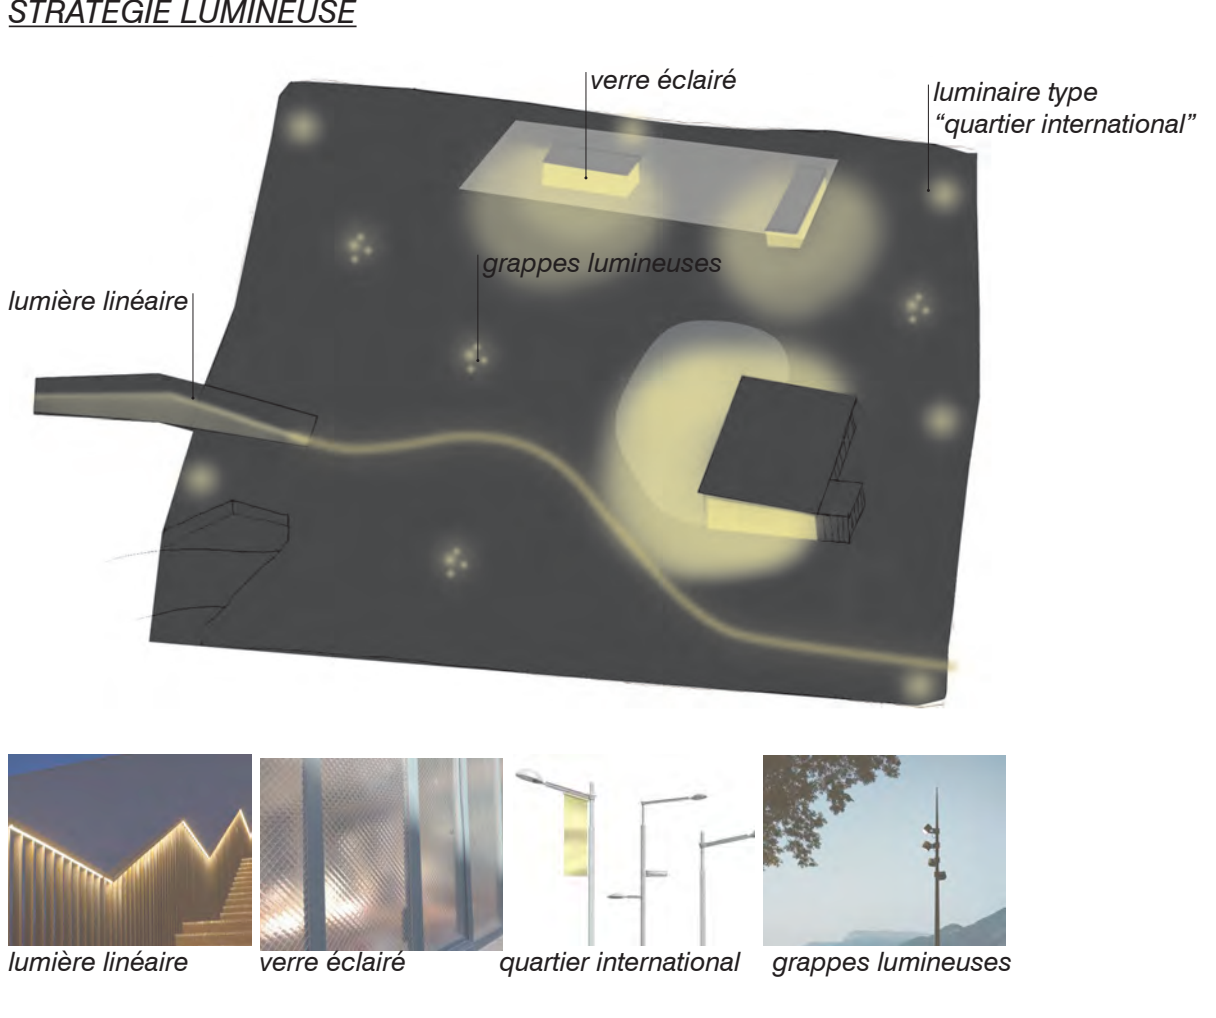 STRATÉGIE LUMINEUSE
verre éclairé
luminaire type
“quartier international”
grappes lumineuses
lumière linéaire
lumière linéaire
verre éclairé
quartier international
grappes lumineuses